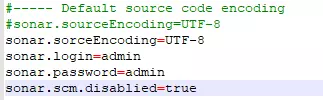 #----- Default source code encoding
#sonar.sourceEncoding=UTF-8
sonar.sorceEncoding=UTF-8
sonar.login=admin
sonar.password=admin
sonar.scm.disablied=true